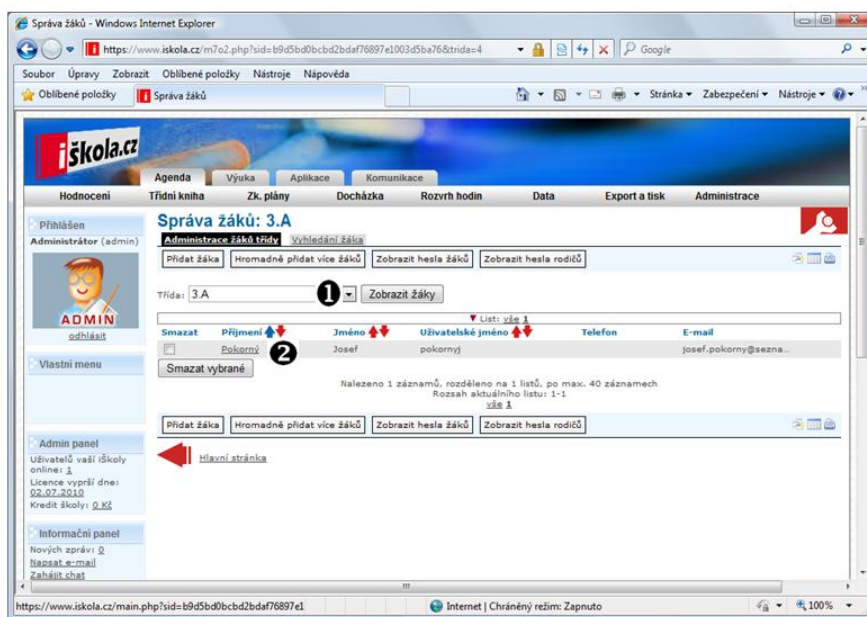 Správa žáků - Windows Internet Explorer
https://www.iskola.cz/m7o2.php?sid=b9d5bd0bcbd2bdaf76897e1003d5ba76&trida=4
Google
Soubor Úpravy Zobrazit Oblíbené položky Nástroje Nápověda
Oblíbené položky Správa žáků Stránka Zabezpečení Nástroje
iškola.cz
Agenda Výuka Aplikace Komunikace
Hodnocení Třídní kniha Zk. plány Docházka Rozvrh hodin Data Export a tisk Administrace
Přihlášen
Administrátor (admin)
ADMIN
odhlásit
Vlastní menu
Admin panel
Uživatelů vaší iŠkoly
online: 1
Licence vyprší dne:
02.07.2010
Kredit školy: 0 Kč
Informační panel
Nových zpráv: 0
Napsat e-mail
Zahájit chat
Správa žáků: 3.A
Administrace žáků třídy Vyhledání žáka
Přidat žáka Hromadně přidat více žáků Zobrazit hesla žáků Zobrazit hesla rodičů
Třída: 3.A 1 Zobrazit žáky
List: vše 1
Smazat Příjmení Jméno Uživatelské jméno Telefon E-mail
Pokorný 2 Josef pokornyj josef.pokorny@sezna...
Smazat vybrané
Nalezeno 1 záznamů, rozděleno na 1 listů, po max. 40 záznamech
Rozsah aktuálního listu: 1-1
vše 1
Přidat žáka Hromadně přidat více žáků Zobrazit hesla žáků Zobrazit hesla rodičů
Hlavní stránka
https://www.iskola.cz/main.php?sid=b9d5bd0bcbd2bdaf76897e1 Internet | Chráněný režim: Zapnuto 100%